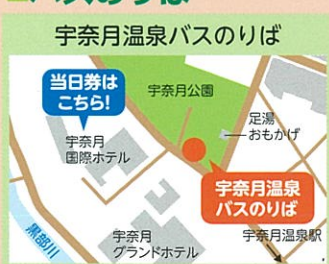 宇奈月温泉バスのりば
当日券は
こちら!
宇奈月公園
足湯
おもかげ
宇奈月
国際ホテル
宇奈月温泉
バスのりば
黒部川
宇奈月
グランドホテル
宇奈月温泉駅